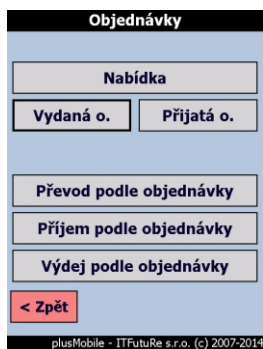 Objednávky
Nabídka
Vydaná o. Přijatá o.
Převod podle objednávky
Příjem podle objednávky
Výdej podle objednávky
< Zpět
plusMobile - ITFutuRe s.r.o. (c) 2007-2014